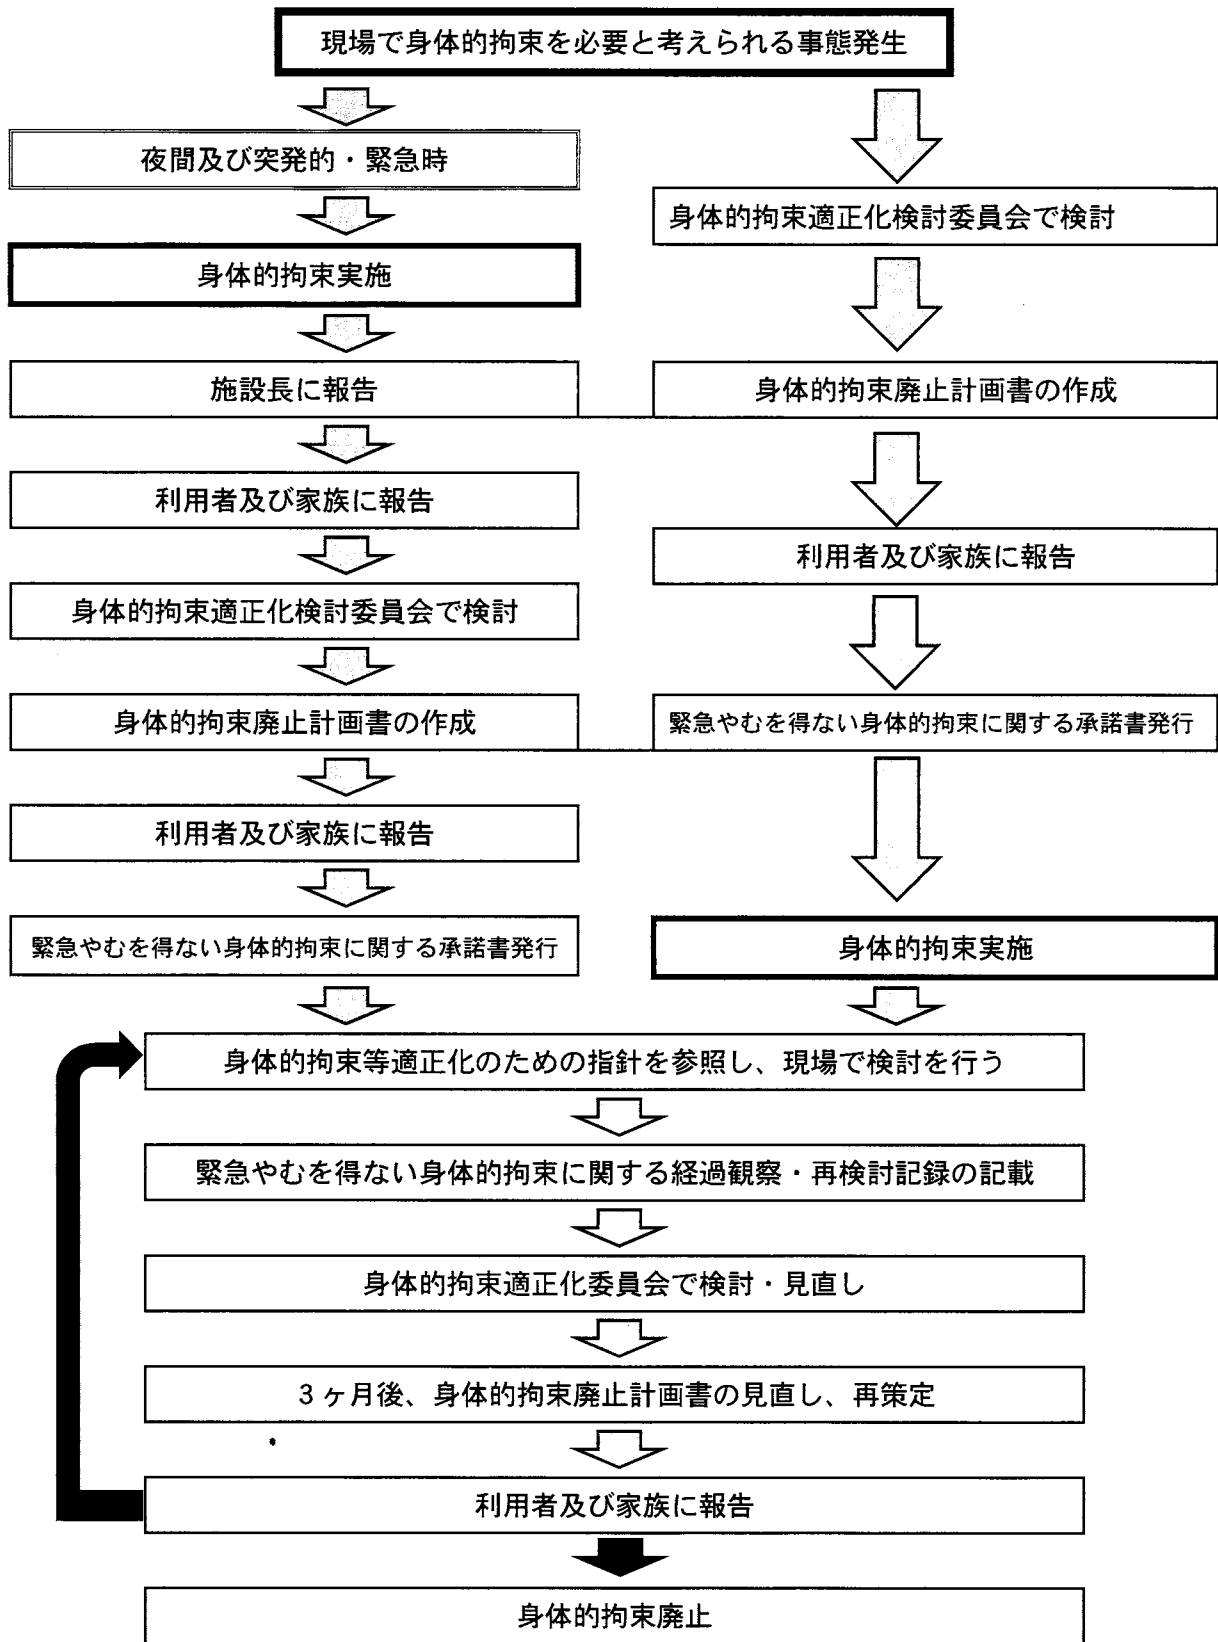 現場で身体的拘束を必要と考えられる事態発生
夜間及び突発的・緊急時
身体的拘束実施
施設長に報告
利用者及び家族に報告
身体的拘束適正化検討委員会で検討
身体的拘束廃止計画書の作成
利用者及び家族に報告
緊急やむを得ない身体的拘束に関する承諾書発行
身体的拘束適正化検討委員会で検討
身体的拘束廃止計画書の作成
利用者及び家族に報告
緊急やむを得ない身体的拘束に関する承諾書発行
身体的拘束実施
身体的拘束等適正化のための指針を参照し、現場で検討を行う
緊急やむを得ない身体的拘束に関する経過観察・再検討記録の記載
身体的拘束適正化委員会で検討・見直し
3ヶ月後、身体的拘束廃止計画書の見直し、再策定
利用者及び家族に報告
身体的拘束廃止